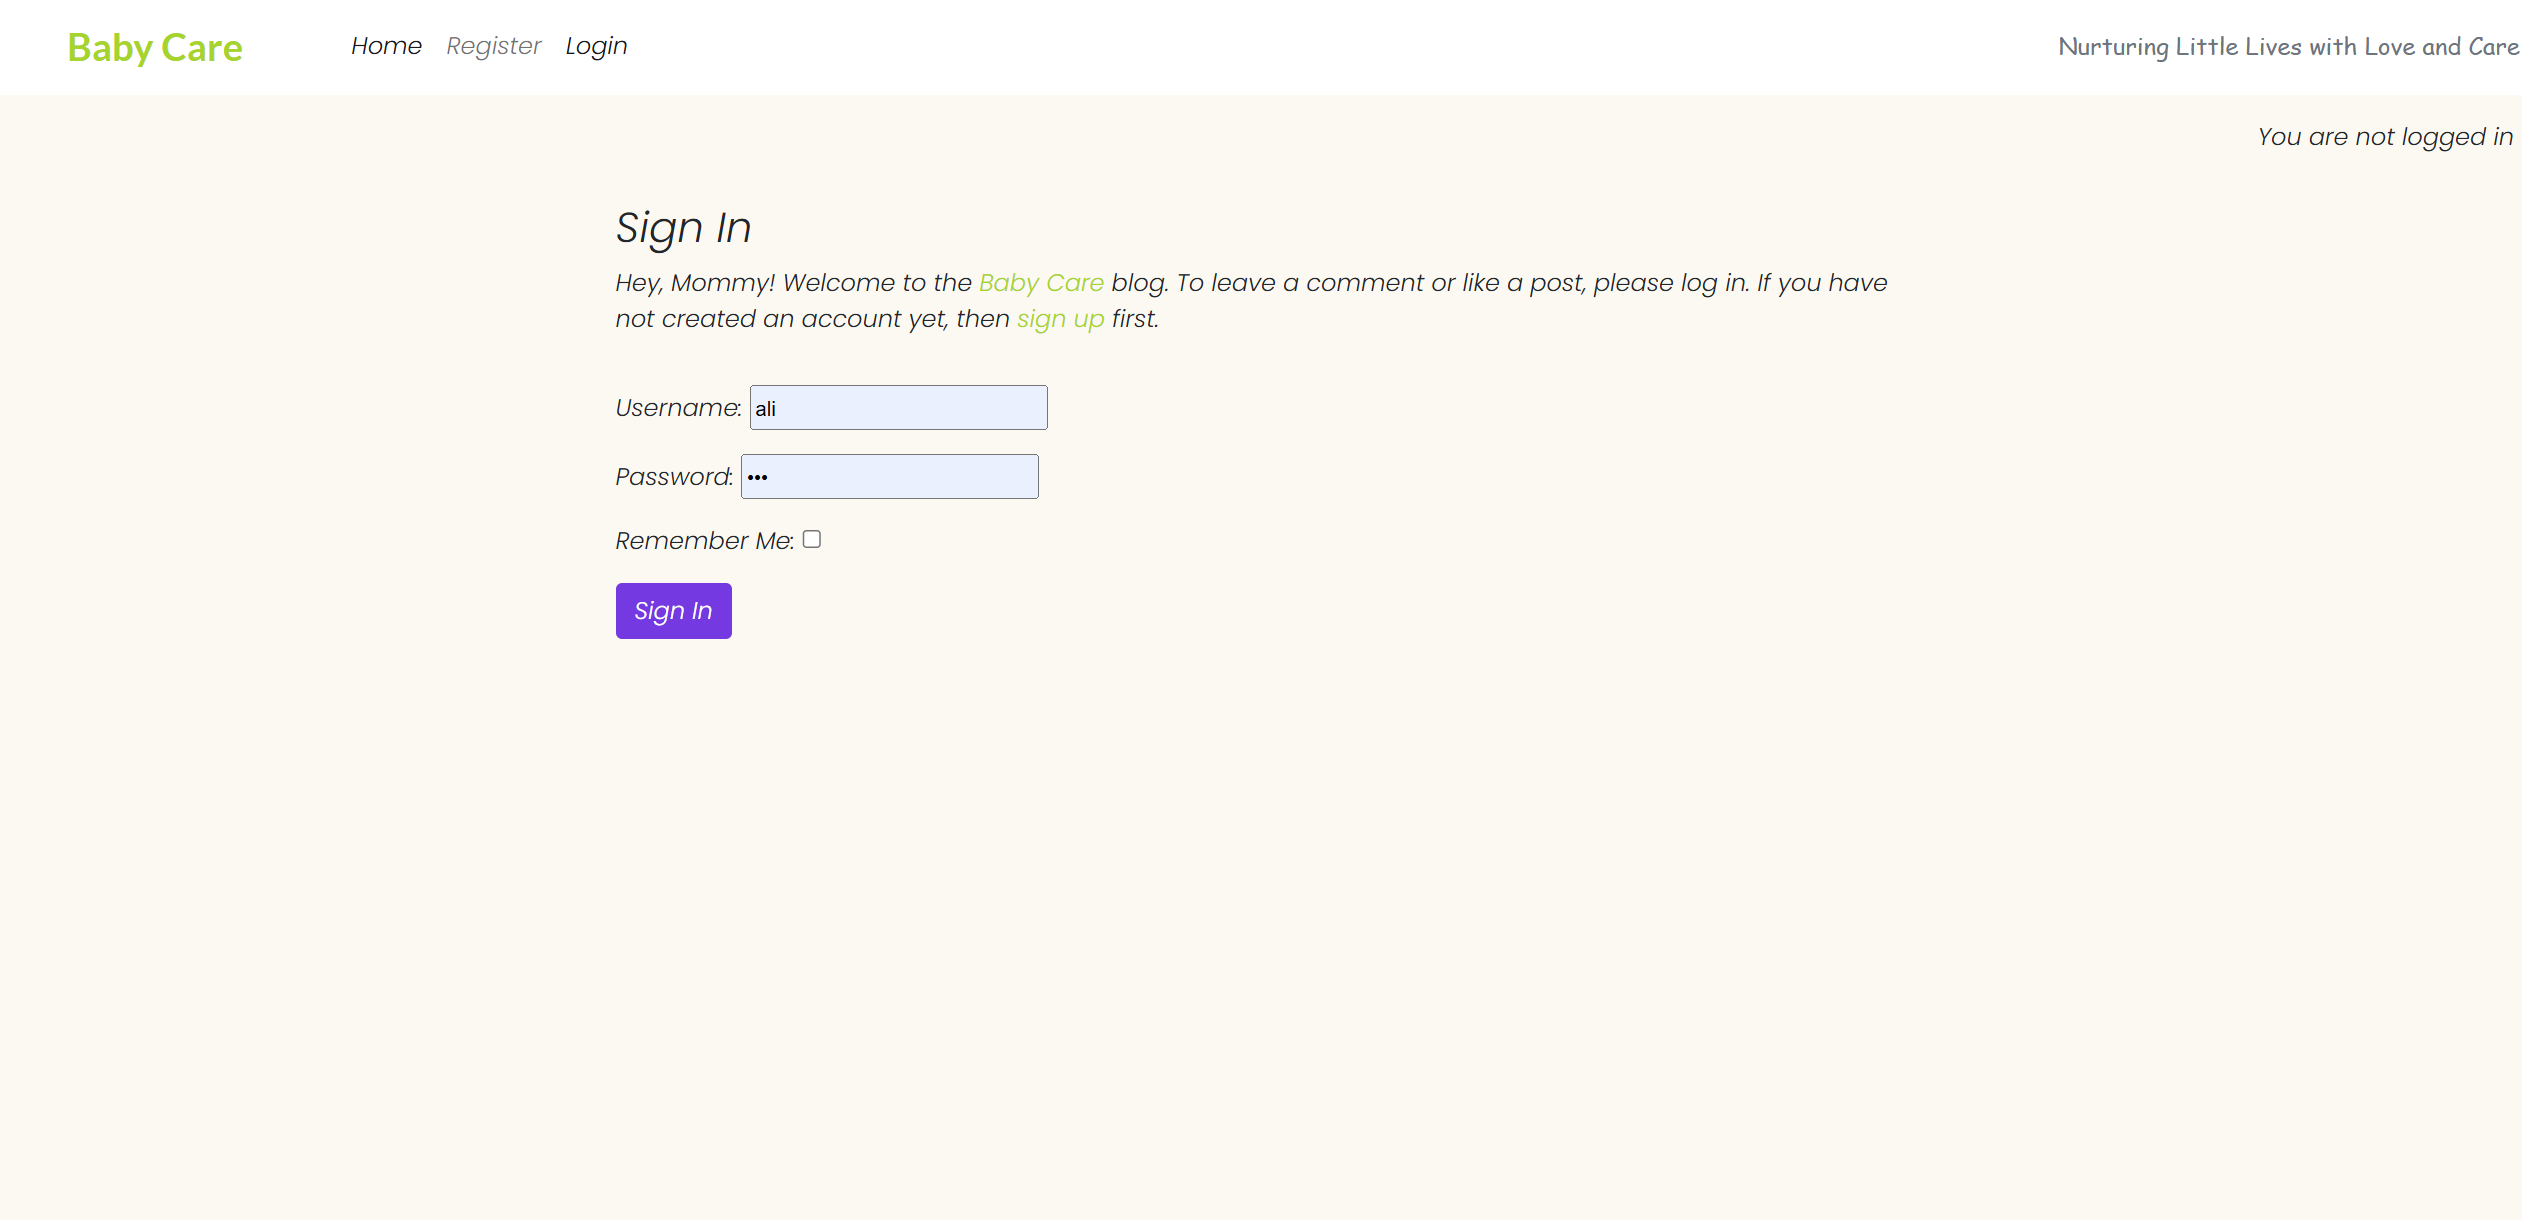 Baby Care Home Register Login Nurturing Little Lives with Love and Care
You are not logged in
Sign In
Hey, Mommy! Welcome to the Baby Care blog. To leave a comment or like a post, please log in. If you have
not created an account yet, then sign up first.
Username: ali
Password: •••
Remember Me:
Sign In